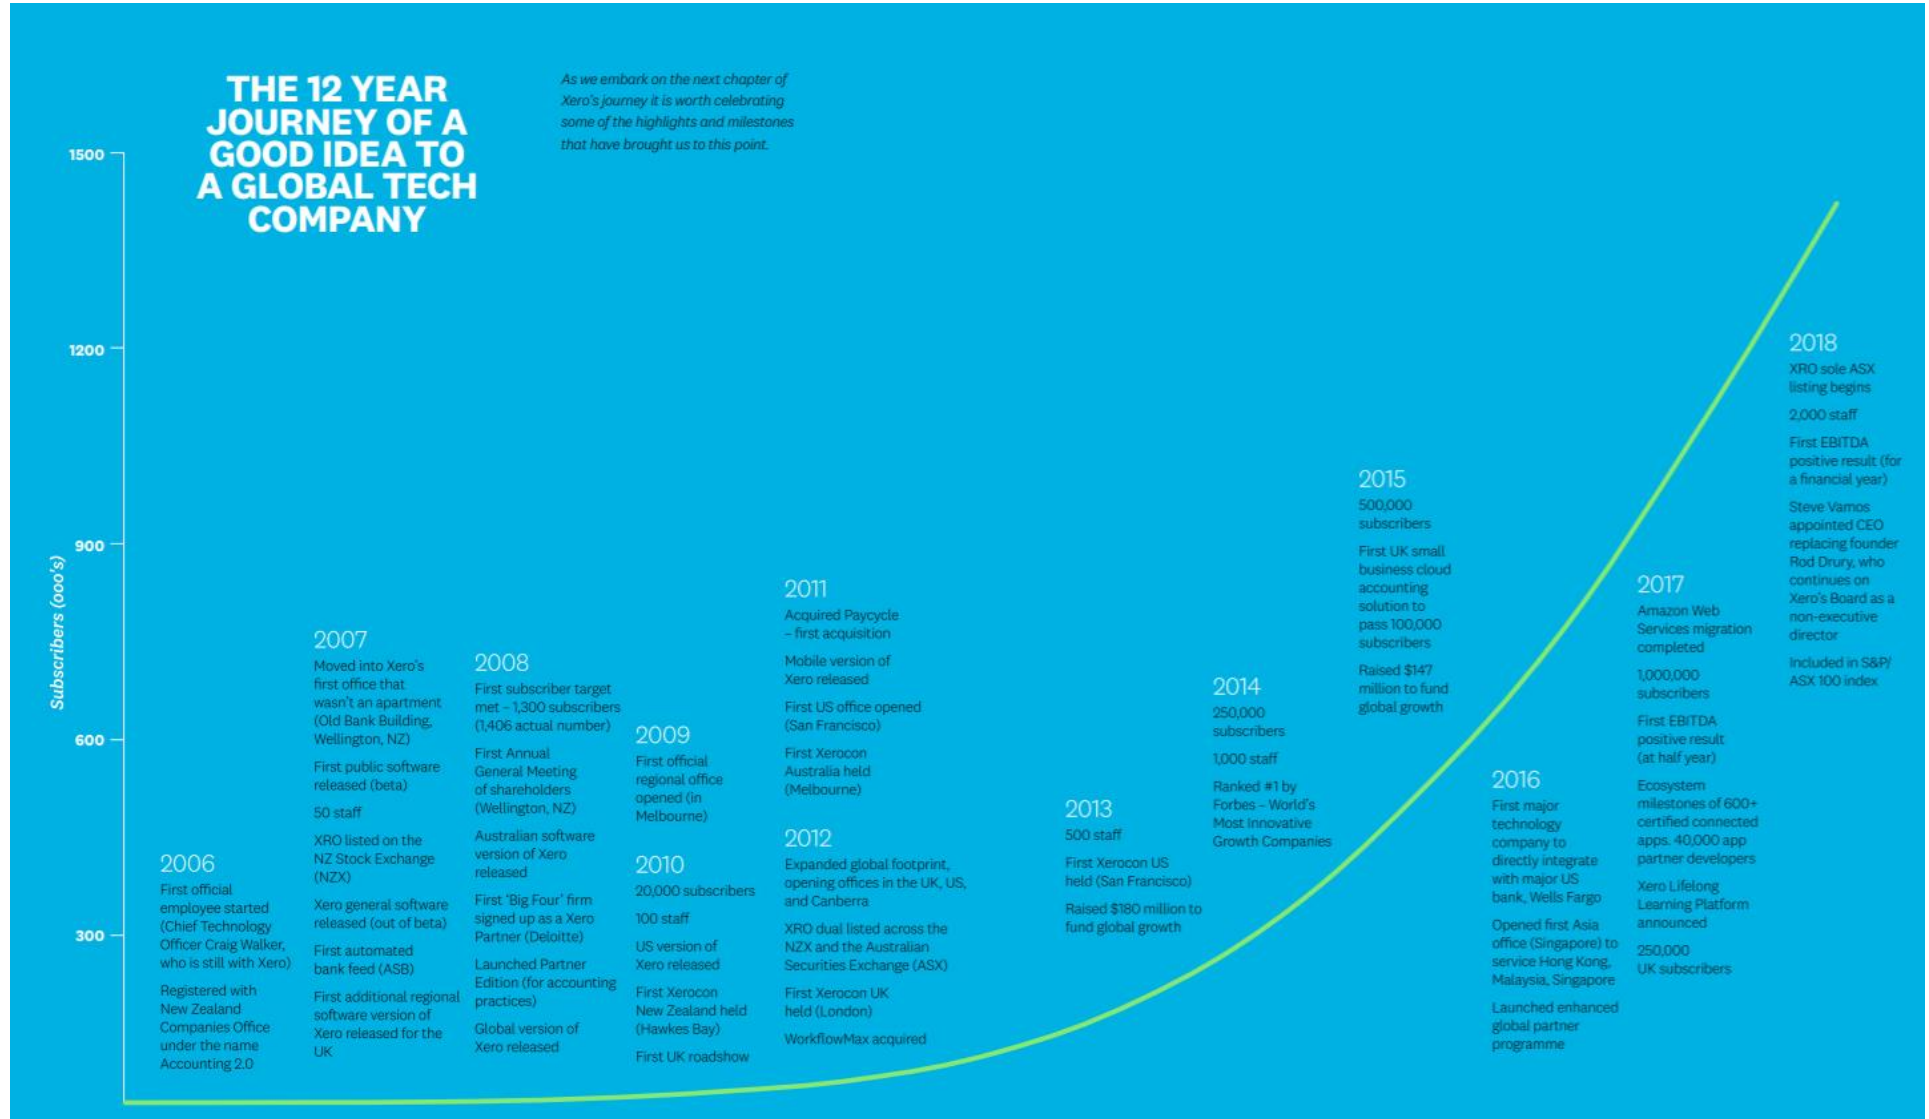 THE 12 YEAR
JOURNEY OF A
GOOD IDEA TO
A GLOBAL TECH
COMPANY
As we embark on the next chapter of
Xero's journey it is worth celebrating
some of the highlights and milestones
that have brought us to this point.
1500
1200
900
600
300
Subscribers (000's)
2006
First official
employee started
(Chief Technology
Officer Craig Walker,
who is still with Xero)
Registered with
New Zealand
Companies Office
under the name
Accounting 2.0
2007
Moved into Xero's
first office that
wasn't an apartment
(Old Bank Building,
Wellington, NZ)
First public software
released (beta)
50 staff
XRO listed on the
NZ Stock Exchange
(NZX)
Xero general software
released (out of beta)
First automated
bank feed (ASB)
First additional regional
software version of
Xero released for the
UK
2008
First subscriber target
met – 1,300 subscribers
(1,406 actual number)
First Annual
General Meeting
of shareholders
(Wellington, NZ)
Australian software
version of Xero
released
First 'Big Four' firm
signed up as a Xero
Partner (Deloitte)
Launched Partner
Edition (for accounting
practices)
Global version of
Xero released
2009
First official
regional office
opened (in
Melbourne)
2010
20,000 subscribers
100 staff
US version of
Xero released
First Xerocon
New Zealand held
(Hawkes Bay)
First UK roadshow
2011
Acquired Paycycle
– first acquisition
Mobile version of
Xero released
First US office opened
(San Francisco)
First Xerocon
Australia held
(Melbourne)
2012
Expanded global footprint,
opening offices in the UK, US,
and Canberra
XRO dual listed across the
NZX and the Australian
Securities Exchange (ASX)
First Xerocon UK
held (London)
WorkflowMax acquired
2013
500 staff
First Xerocon US
held (San Francisco)
Raised $180 million to
fund global growth
2014
250,000
subscribers
1,000 staff
Ranked #1 by
Forbes – World's
Most Innovative
Growth Companies
2015
500,000
subscribers
First UK small
business cloud
accounting
solution to
pass 100,000
subscribers
Raised $147
million to fund
global growth
2016
First major
technology
company to
directly integrate
with major US
bank, Wells Fargo
Opened first Asia
office (Singapore) to
service Hong Kong,
Malaysia, Singapore
Launched enhanced
global partner
programme
2017
Amazon Web
Services migration
completed
1,000,000
subscribers
First EBITDA
positive result
(at half year)
Ecosystem
milestones of 600+
certified connected
apps. 40,000 app
partner developers
Xero Lifelong
Learning Platform
announced
250,000
UK subscribers
2018
XRO sole ASX
listing begins
2,000 staff
First EBITDA
positive result (for
a financial year)
Steve Vamos
appointed CEO
replacing founder
Rod Drury, who
continues on
Xero's Board as a
non-executive
director
Included in S&P/
ASX 100 index